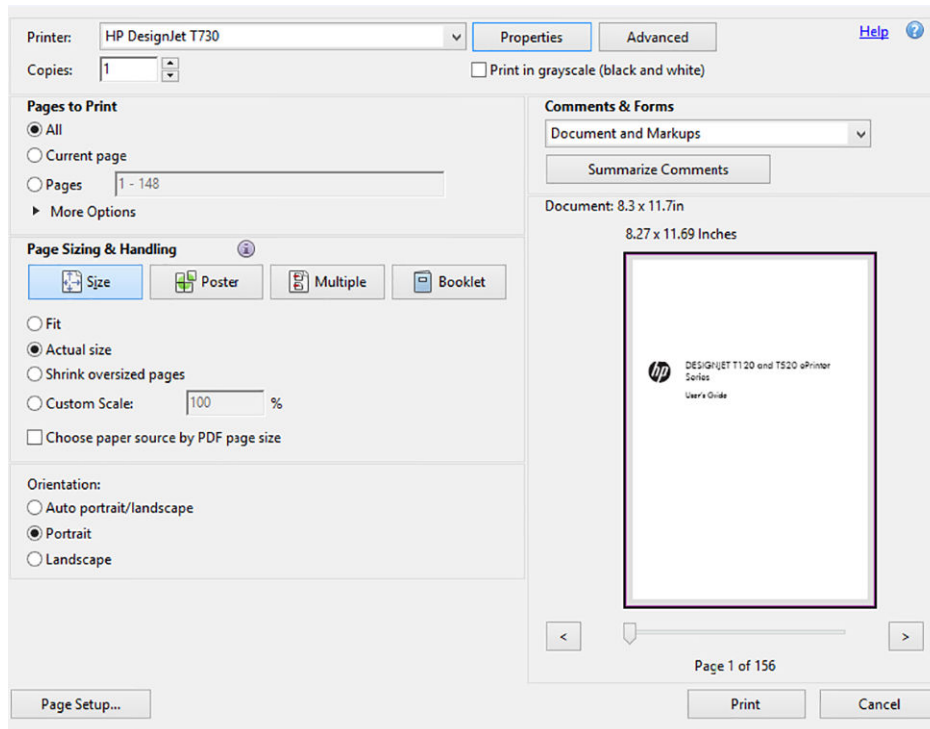 Printer: HP DesignJet T730 Properties Advanced Help ?
Copies: 1 Print in grayscale (black and white)
Pages to Print
All
Current page
Pages 1 - 148
More Options
Comments & Forms
Document and Markups
Summarize Comments
Page Sizing & Handling i
Size Poster Multiple Booklet
Fit
Actual size
Shrink oversized pages
Custom Scale: 100 %
Choose paper source by PDF page size
Orientation:
Auto portrait/landscape
Portrait
Landscape
Document: 8.3 x 11.7in
8.27 x 11.69 Inches
hp
DESIGNJET T120 and T520 ePrinter
Series
User's Guide
< >
Page 1 of 156
Page Setup... Print Cancel